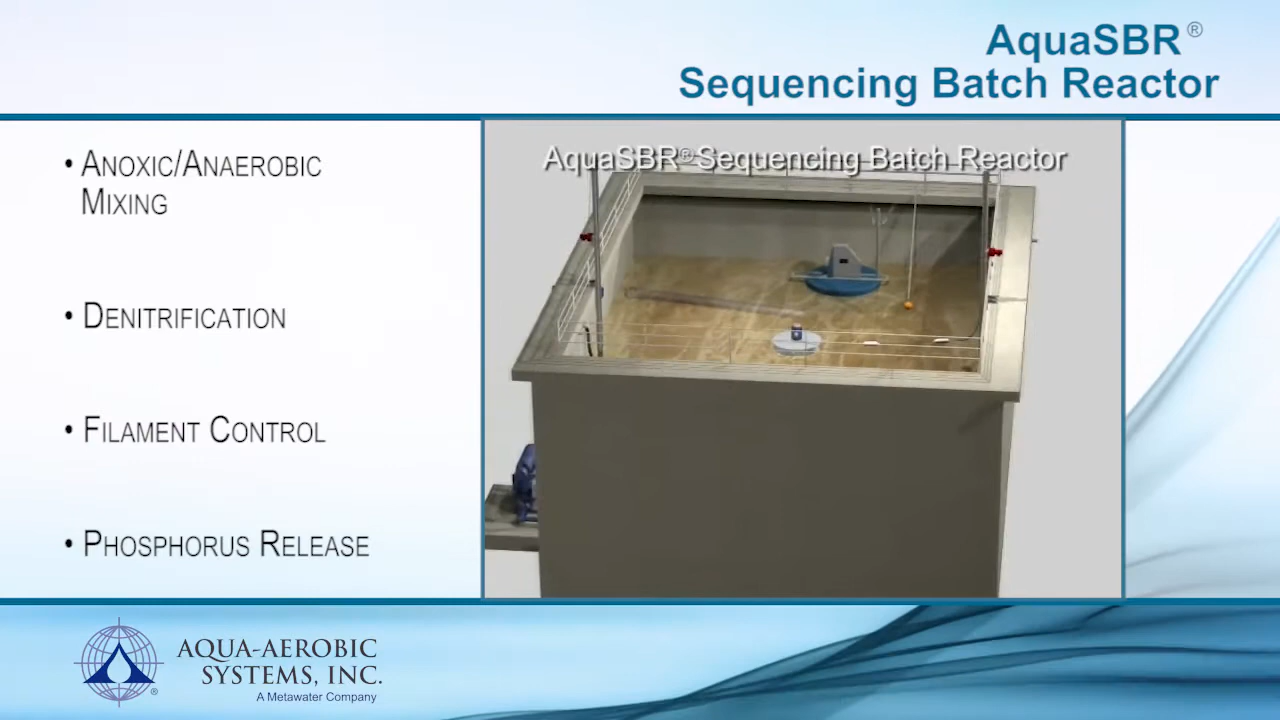 AquaSBR®
Sequencing Batch Reactor
• Anoxic/Anaerobic
Mixing
• Denitrification
• Filament Control
• Phosphorus Release
AquaSBR® Sequencing Batch Reactor
AQUA-AEROBIC
SYSTEMS, INC.
®
A Metawater Company